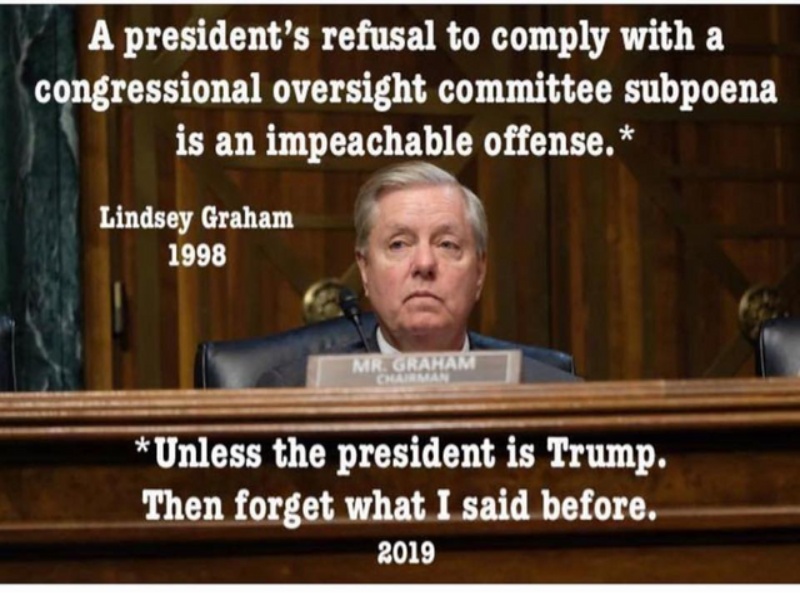 A president's refusal to comply with a
congressional oversight committee subpoena
is an impeachable offense.*
Lindsey Graham
1998
MR. GRAHAM
CHAIRMAN
*Unless the president is Trump.
Then forget what I said before.
2019